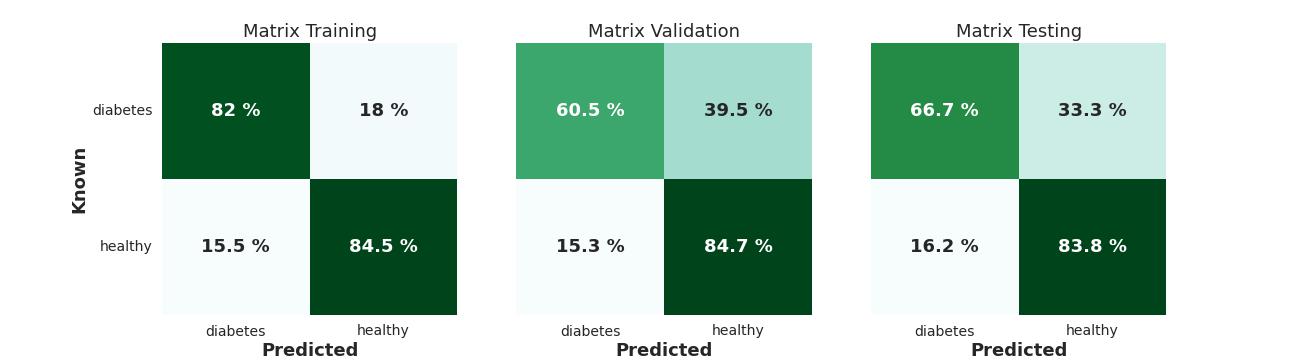 Matrix Training Matrix Validation Matrix Testing
diabetes 82 % 18 % 60.5 % 39.5 % 66.7 % 33.3 %
Known
healthy 15.5 % 84.5 % 15.3 % 84.7 % 16.2 % 83.8 %
diabetes healthy diabetes healthy diabetes healthy
Predicted Predicted Predicted